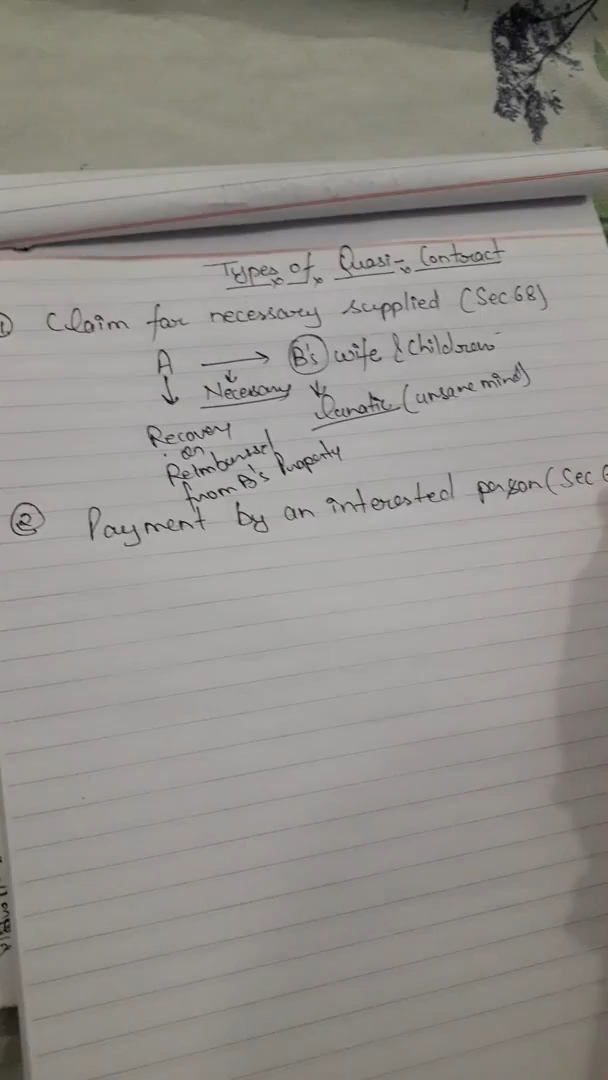 Types of Quasi-Contract
① Claim for necessary supplied (Sec 68)
A → B's wife & Children
↓ Necessary ↓ Lunatic (unsane mind)
Recovery
or
Reimbursed
from B's Property
② Payment by an interested person (Sec 6